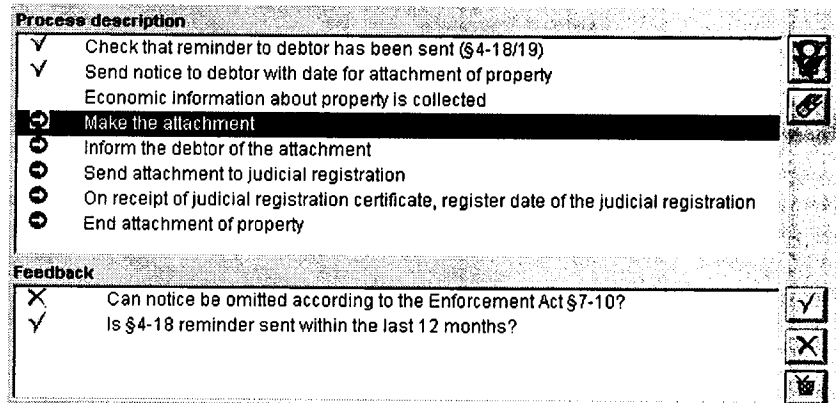 Process description
Check that reminder to debtor has been sent (§4-18/19)
Send notice to debtor with date for attachment of property
Economic information about property is collected
Make the attachment
Inform the debtor of the attachment
Send attachment to judicial registration
On receipt of judicial registration certificate, register date of the judicial registration
End attachment of property
Feedback
Can notice be omitted according to the Enforcement Act §7-10?
Is §4-18 reminder sent within the last 12 months?